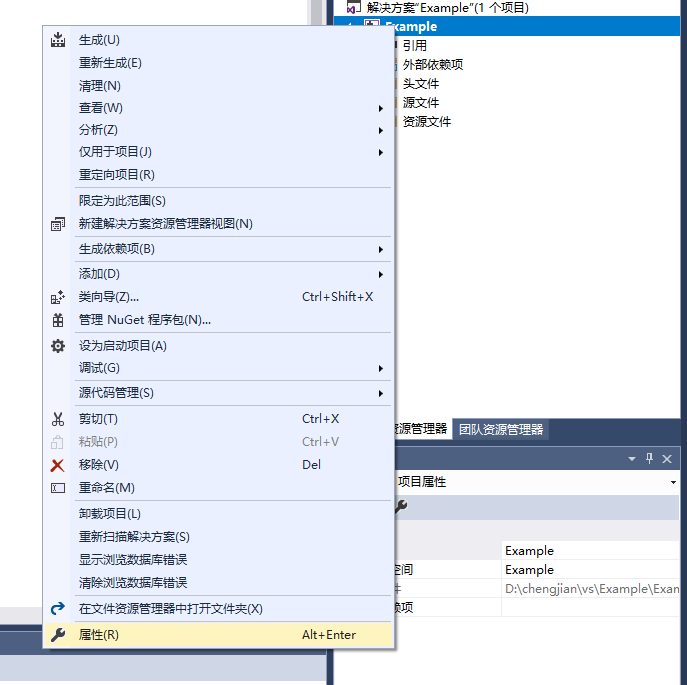 解决方案"Example"(1 个项目)
Example
引用
外部依赖项
头文件
源文件
资源文件
生成(U)
重新生成(E)
清理(N)
查看(W)
分析(Z)
仅用于项目(J)
重定向项目(R)
限定为此范围(S)
新建解决方案资源管理器视图(N)
生成依赖项(B)
添加(D)
类向导(Z)... Ctrl+Shift+X
管理 NuGet 程序包(N)...
设为启动项目(A)
调试(G)
源代码管理(S)
剪切(T) Ctrl+X
粘贴(P) Ctrl+V
移除(V) Del
重命名(M)
卸载项目(L)
重新扫描解决方案(S)
显示浏览数据库错误
清除浏览数据库错误
在文件资源管理器中打开文件夹(X)
属性(R) Alt+Enter
资源管理器 团队资源管理器
项目属性
Example
空间 Example
件 D:\chengjian\vs\Example\Exan
赖项